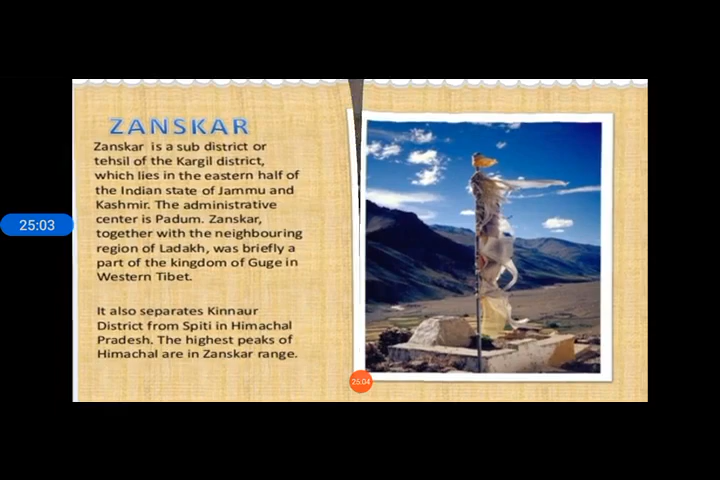 ZANSKAR
Zanskar is a sub district or
tehsil of the Kargil district,
which lies in the eastern half of
the Indian state of Jammu and
Kashmir. The administrative
center is Padum. Zanskar,
together with the neighbouring
region of Ladakh, was briefly a
part of the kingdom of Guge in
Western Tibet.
It also separates Kinnaur
District from Spiti in Himachal
Pradesh. The highest peaks of
Himachal are in Zanskar range.
25:03
25:04